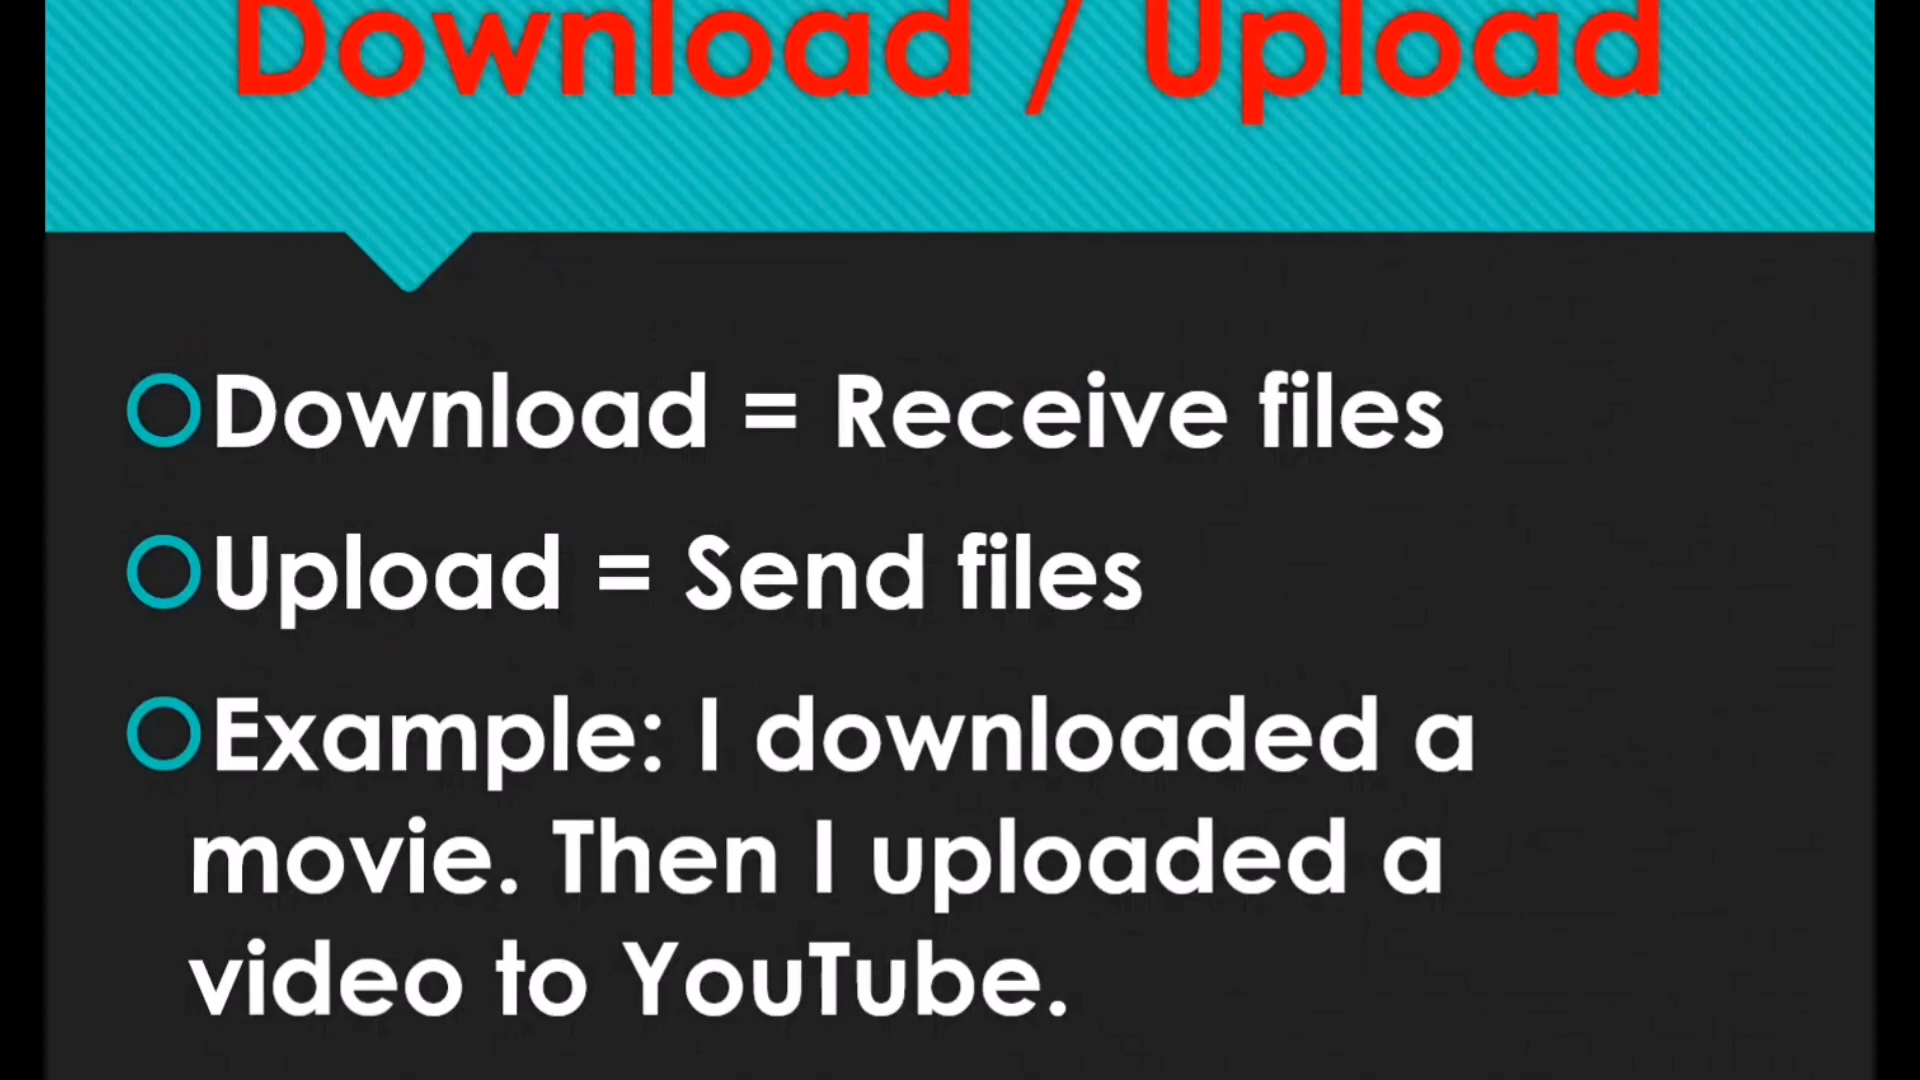 Download / Upload
Download = Receive files
Upload = Send files
Example: I downloaded a
movie. Then I uploaded a
video to YouTube.